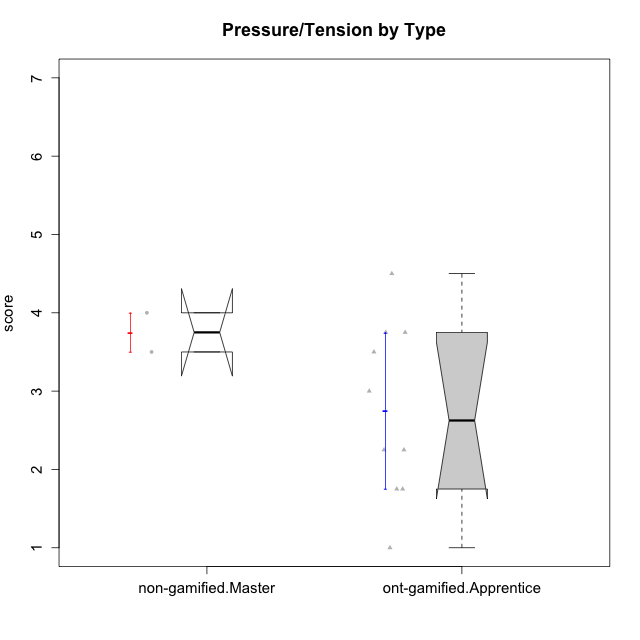 Pressure/Tension by Type
7
6
5
4
3
2
1
score
non-gamified.Master
ont-gamified.Apprentice